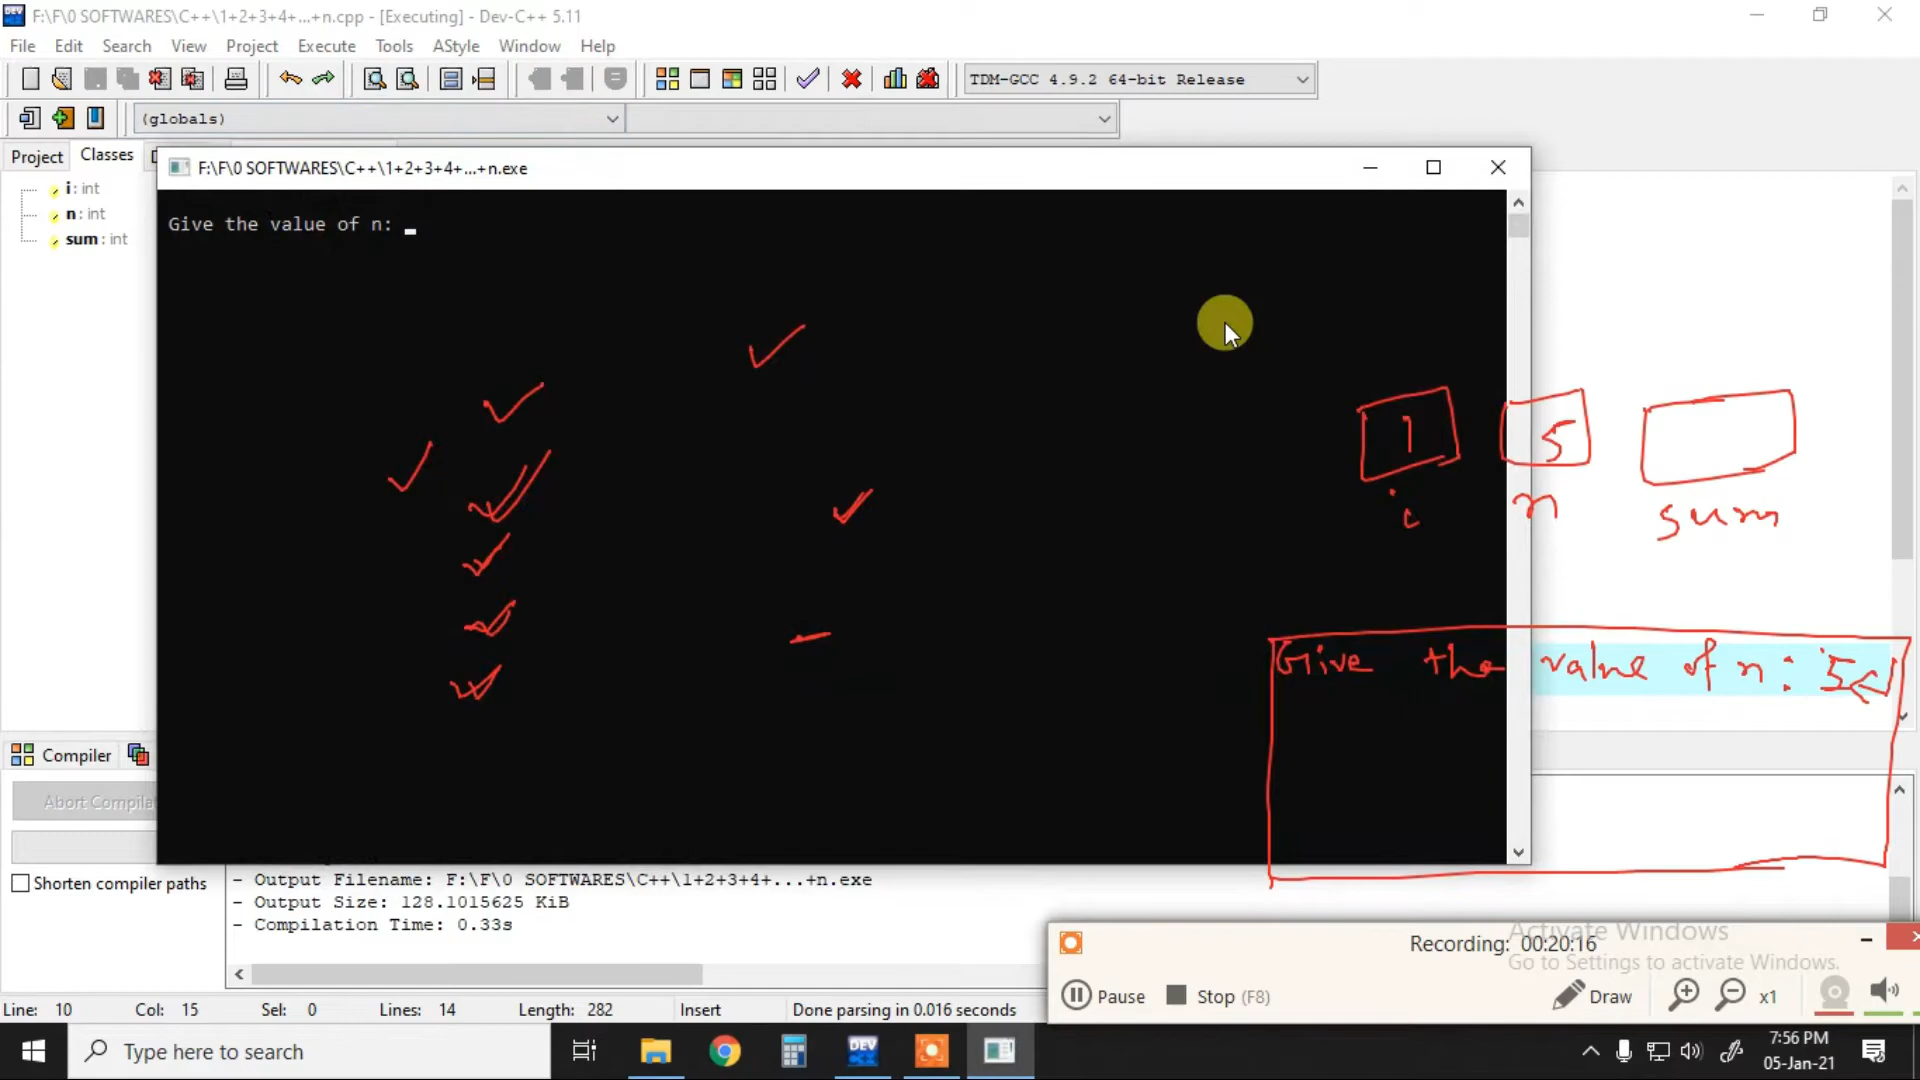 F:\F\0 SOFTWARES\C++\1+2+3+4+...+n.cpp - [Executing] - Dev-C++ 5.11
File Edit Search View Project Execute Tools AStyle Window Help
TDM-GCC 4.9.2 64-bit Release
(globals)
Project Classes
F:\F\0 SOFTWARES\C++\1+2+3+4+...+n.exe
i : int
n : int
sum : int
Give the value of n:
1 5
i n sum
Give the value of n: 5
Compiler
Abort Compilat
Shorten compiler paths
- Output Filename: F:\F\0 SOFTWARES\C++\1+2+3+4+...+n.exe
- Output Size: 128.1015625 KiB
- Compilation Time: 0.33s
Recording: 00:20:16
Activate Windows
Go to Settings to activate Windows.
Pause Stop (F8) Draw x1
Line: 10 Col: 15 Sel: 0 Lines: 14 Length: 282 Insert Done parsing in 0.016 seconds
Type here to search
DEV
7:56 PM
05-Jan-21